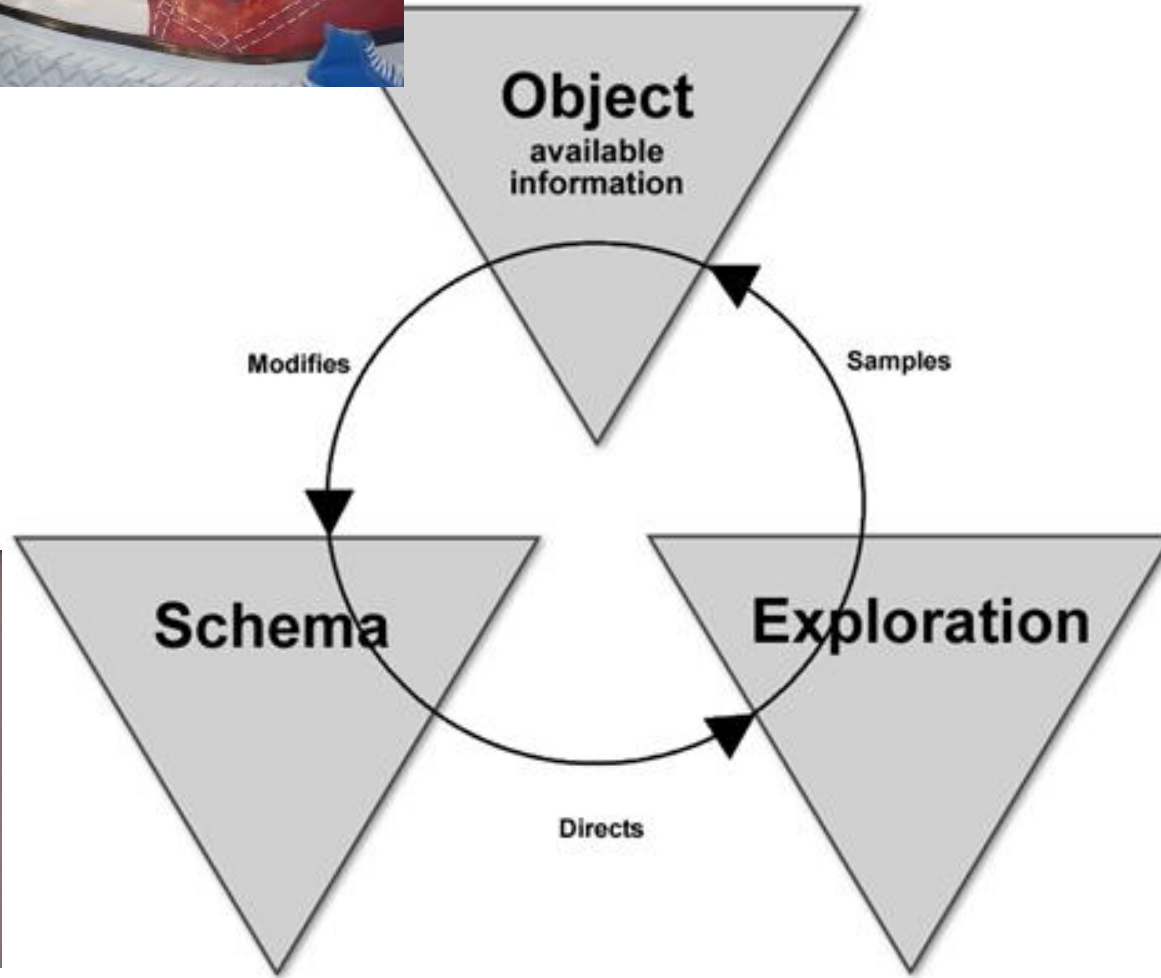 Object
available
information
Modifies
Samples
Schema
Exploration
Directs